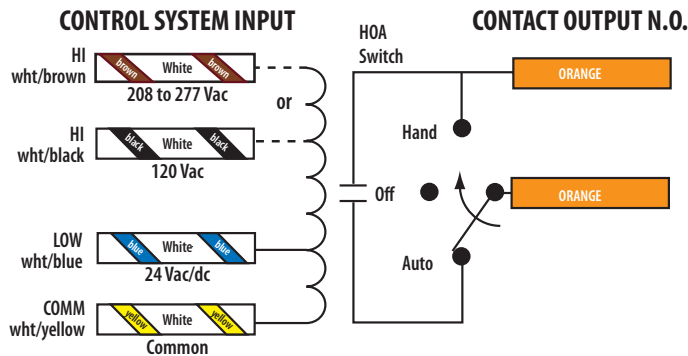 CONTROL SYSTEM INPUT
CONTACT OUTPUT N.O.
HI
wht/brown
brown White brown
208 to 277 Vac
or
HI
wht/black
black White black
120 Vac
LOW
wht/blue
blue White blue
24 Vac/dc
COMM
wht/yellow
yellow White yellow
Common
HOA
Switch
Hand
Off
Auto
ORANGE
ORANGE